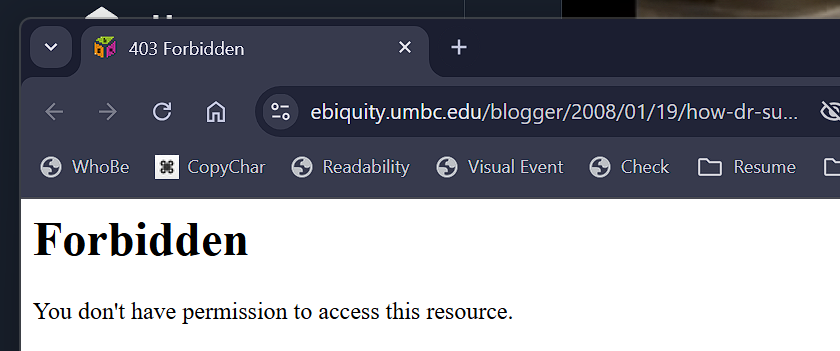 403 Forbidden
ebiquity.umbc.edu/blogger/2008/01/19/how-dr-su...
WhoBe CopyChar Readability Visual Event Check Resume
Forbidden
You don't have permission to access this resource.